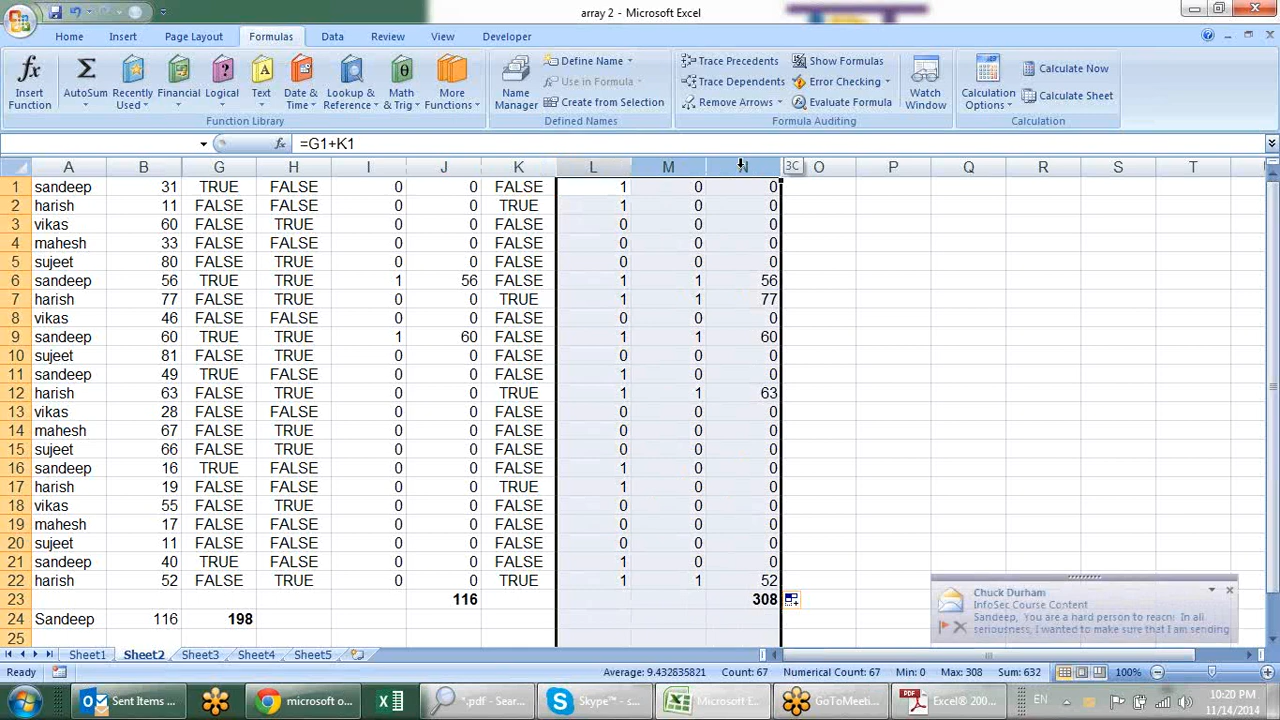 array 2 - Microsoft Excel
Home Insert Page Layout Formulas Data Review View Developer
Insert Function
AutoSum
Recently Used
Financial
Logical
Text
Date & Time
Lookup & Reference
Math & Trig
More Functions
Function Library
Name Manager
Define Name
Use in Formula
Create from Selection
Defined Names
Trace Precedents
Trace Dependents
Remove Arrows
Show Formulas
Error Checking
Evaluate Formula
Formula Auditing
Watch Window
Calculation Options
Calculate Now
Calculate Sheet
Calculation
fx =G1+K1
A B G H I J K L M N 3C O P Q R S T
1 sandeep 31 TRUE FALSE 0 0 FALSE 1 0 0
2 harish 11 FALSE FALSE 0 0 TRUE 1 0 0
3 vikas 60 FALSE TRUE 0 0 FALSE 0 0 0
4 mahesh 33 FALSE FALSE 0 0 FALSE 0 0 0
5 sujeet 80 FALSE TRUE 0 0 FALSE 0 0 0
6 sandeep 56 TRUE TRUE 1 56 FALSE 1 1 56
7 harish 77 FALSE TRUE 0 0 TRUE 1 1 77
8 vikas 46 FALSE TRUE 0 0 FALSE 0 0 0
9 sandeep 60 TRUE TRUE 1 60 FALSE 1 1 60
10 sujeet 81 FALSE TRUE 0 0 FALSE 0 0 0
11 sandeep 49 TRUE FALSE 0 0 FALSE 1 0 0
12 harish 63 FALSE TRUE 0 0 TRUE 1 1 63
13 vikas 28 FALSE FALSE 0 0 FALSE 0 0 0
14 mahesh 67 FALSE TRUE 0 0 FALSE 0 0 0
15 sujeet 66 FALSE TRUE 0 0 FALSE 0 0 0
16 sandeep 16 TRUE FALSE 0 0 FALSE 1 0 0
17 harish 19 FALSE FALSE 0 0 TRUE 1 0 0
18 vikas 55 FALSE TRUE 0 0 FALSE 0 0 0
19 mahesh 17 FALSE FALSE 0 0 FALSE 0 0 0
20 sujeet 11 FALSE FALSE 0 0 FALSE 0 0 0
21 sandeep 40 TRUE FALSE 0 0 FALSE 1 0 0
22 harish 52 FALSE TRUE 0 0 TRUE 1 1 52
23 116 308
24 Sandeep 116 198
25
Chuck Durham
InfoSec Course Content
Sandeep, You are a hard person to reach! In all
seriousness, I wanted to make sure that I am sending
Sheet1 Sheet2 Sheet3 Sheet4 Sheet5
Ready Average: 9.432835821 Count: 67 Numerical Count: 67 Min: 0 Max: 308 Sum: 632 100%
Sent Items ... microsoft o... *.pdf - Sear... Skype™ - s... Microsoft E... GoToMeeti... PDF Excel® 200... EN 10:20 PM
11/14/2014